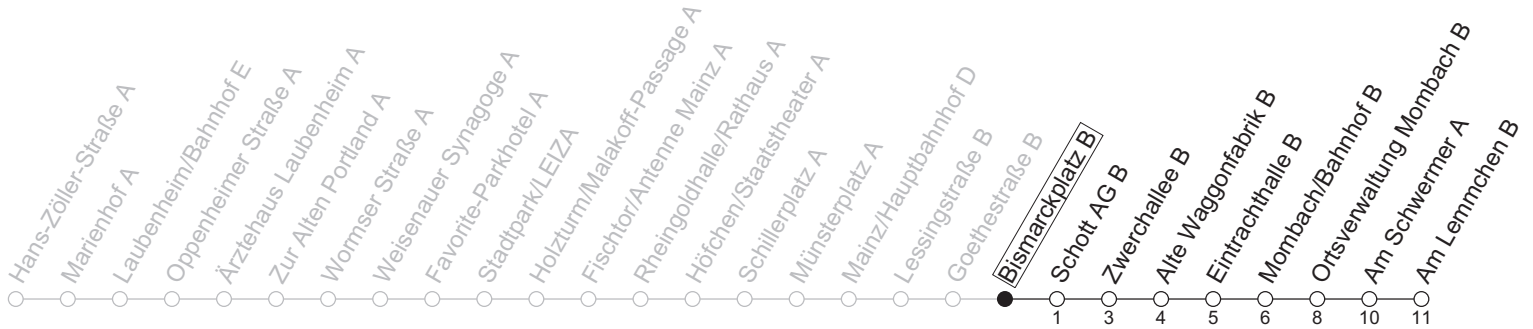 Hans-Zöller-Straße A
Marienhof A
Laubenheim/Bahnhof E
Oppenheimer Straße A
Ärztehaus Laubenheim A
Zur Alten Portland A
Wormser Straße A
Weisenauer Synagoge A
Favorite-Parkhotel A
Stadtpark/LEIZA
Holzturm/Malakoff-Passage A
Fischtor/Antenne Mainz A
Rheingoldhalle/Rathaus A
Höfchen/Staatstheater A
Schillerplatz A
Münsterplatz A
Mainz/Hauptbahnhof D
Lessingstraße B
Goethestraße B
Bismarckplatz B
Schott AG B
Zwerchallee B
Alte Waggonfabrik B
Eintrachthalle B
Mombach/Bahnhof B
Ortsverwaltung Mombach B
Am Schwermer A
Am Lemmchen B
1 3 4 5 6 8 10 11